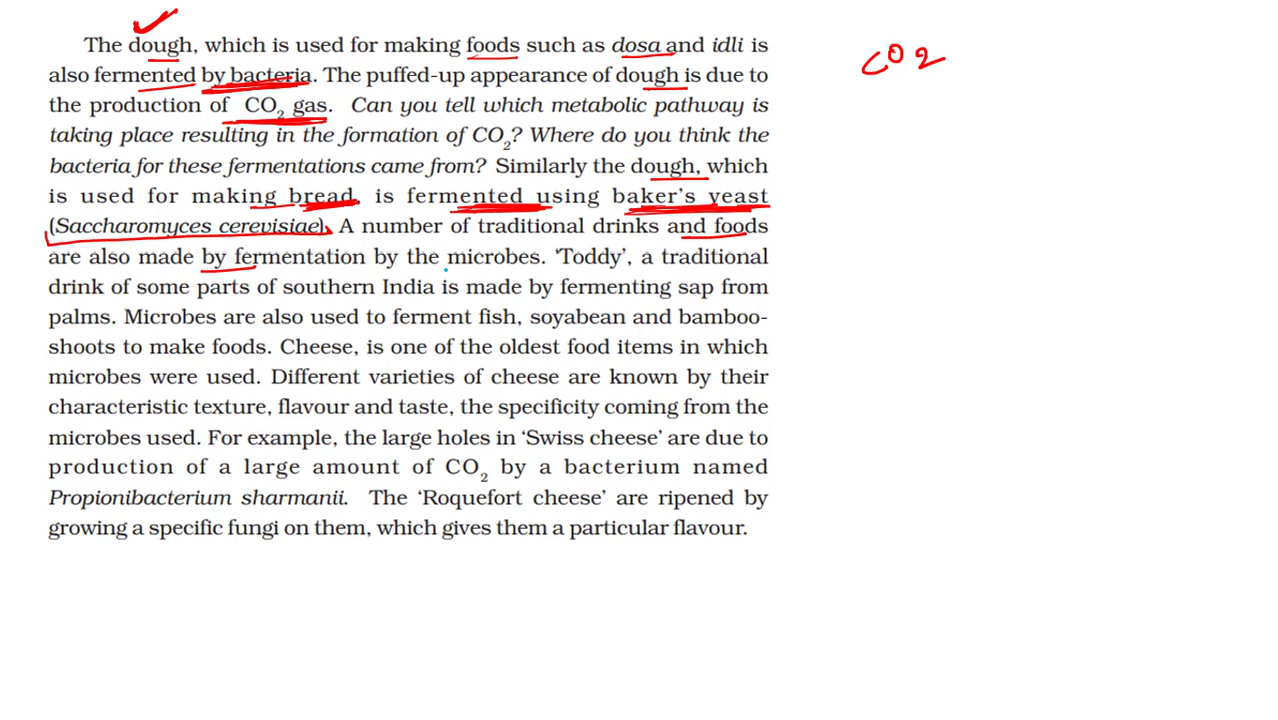 The dough, which is used for making foods such as dosa and idli is
also fermented by bacteria. The puffed-up appearance of dough is due to
the production of CO₂ gas. Can you tell which metabolic pathway is
taking place resulting in the formation of CO₂? Where do you think the
bacteria for these fermentations came from? Similarly the dough, which
is used for making bread, is fermented using baker's yeast
(Saccharomyces cerevisiae). A number of traditional drinks and foods
are also made by fermentation by the microbes. 'Toddy', a traditional
drink of some parts of southern India is made by fermenting sap from
palms. Microbes are also used to ferment fish, soyabean and bamboo-
shoots to make foods. Cheese, is one of the oldest food items in which
microbes were used. Different varieties of cheese are known by their
characteristic texture, flavour and taste, the specificity coming from the
microbes used. For example, the large holes in 'Swiss cheese' are due to
production of a large amount of CO₂ by a bacterium named
Propionibacterium sharmanii. The 'Roquefort cheese' are ripened by
growing a specific fungi on them, which gives them a particular flavour.
CO2